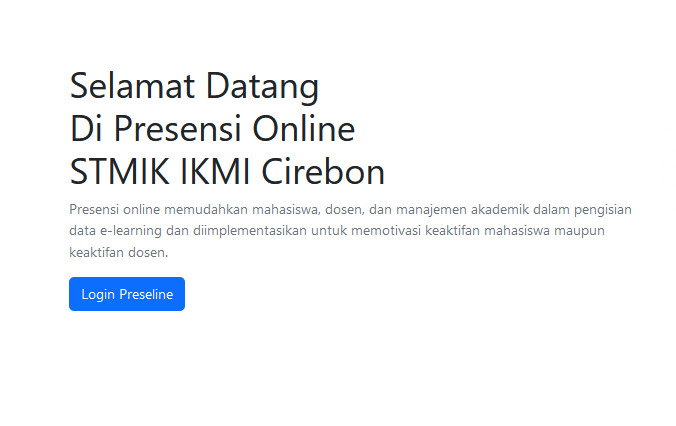 Selamat Datang
Di Presensi Online
STMIK IKMI Cirebon
Presensi online memudahkan mahasiswa, dosen, dan manajemen akademik dalam pengisian
data e-learning dan diimplementasikan untuk memotivasi keaktifan mahasiswa maupun
keaktifan dosen.
Login Preseline